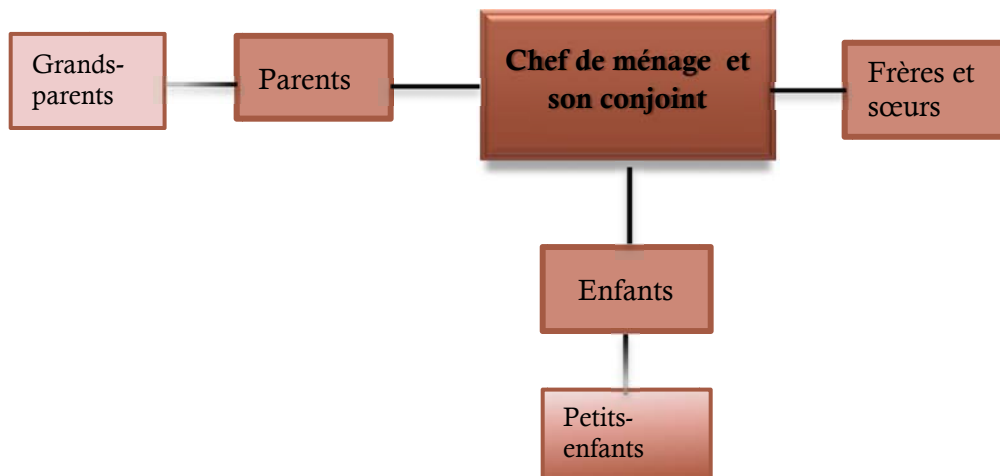 Grands-
parents
Parents
Chef de ménage et
son conjoint
Frères et
sœurs
Enfants
Petits-
enfants